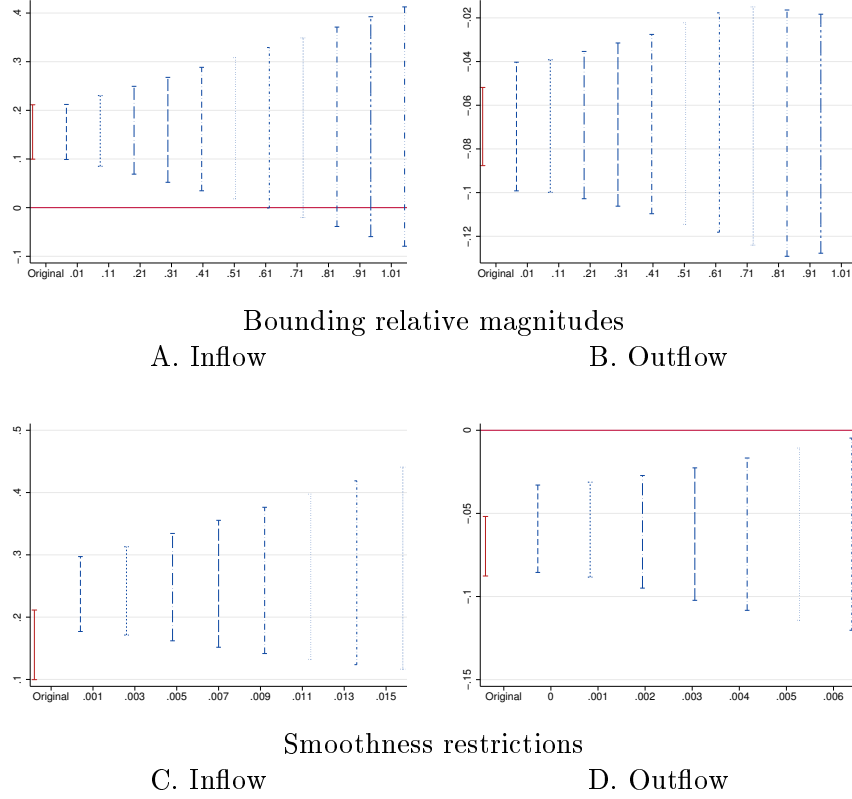 .4
.3
.2
.1
0
-.1
Original .01 .11 .21 .31 .41 .51 .61 .71 .81 .91 1.01
-.02
-.04
-.06
-.08
-.1
-.12
Original .01 .11 .21 .31 .41 .51 .61 .71 .81 .91 1.01
Bounding relative magnitudes
A. Inflow B. Outflow
.5
.4
.3
.2
.1
Original .001 .003 .005 .007 .009 .011 .013 .015
0
-.05
-.1
-.15
Original 0 .001 .002 .003 .004 .005 .006
Smoothness restrictions
C. Inflow D. Outflow